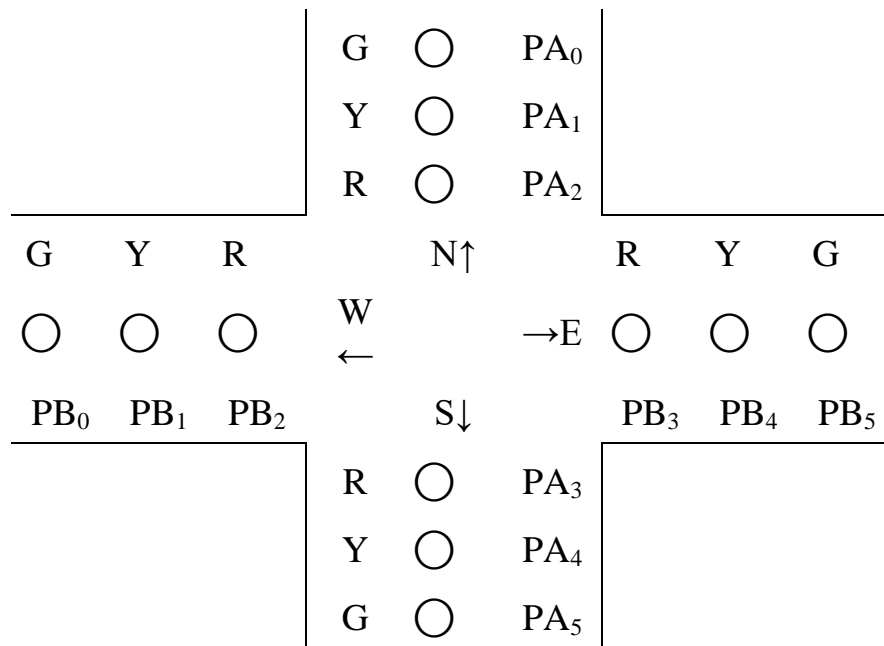 G PA₀
Y PA₁
R PA₂
G Y R N↑ R Y G
W
← →E
PB₀ PB₁ PB₂ S↓ PB₃ PB₄ PB₅
R PA₃
Y PA₄
G PA₅